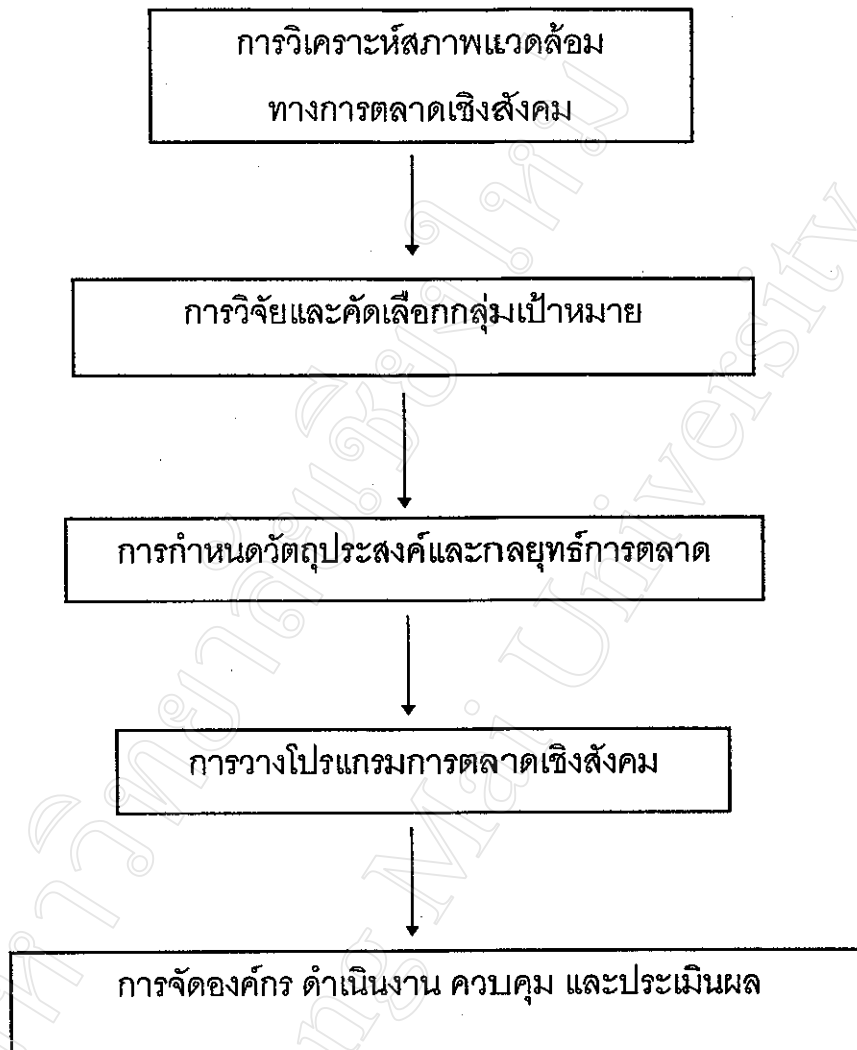 การวิเคราะห์สภาพแวดล้อม
ทางการตลาดเชิงสังคม
การวิจัยและคัดเลือกกลุ่มเป้าหมาย
การกำหนดวัตถุประสงค์และกลยุทธ์การตลาด
การวางโปรแกรมการตลาดเชิงสังคม
การจัดองค์กร ดำเนินงาน ควบคุม และประเมินผล